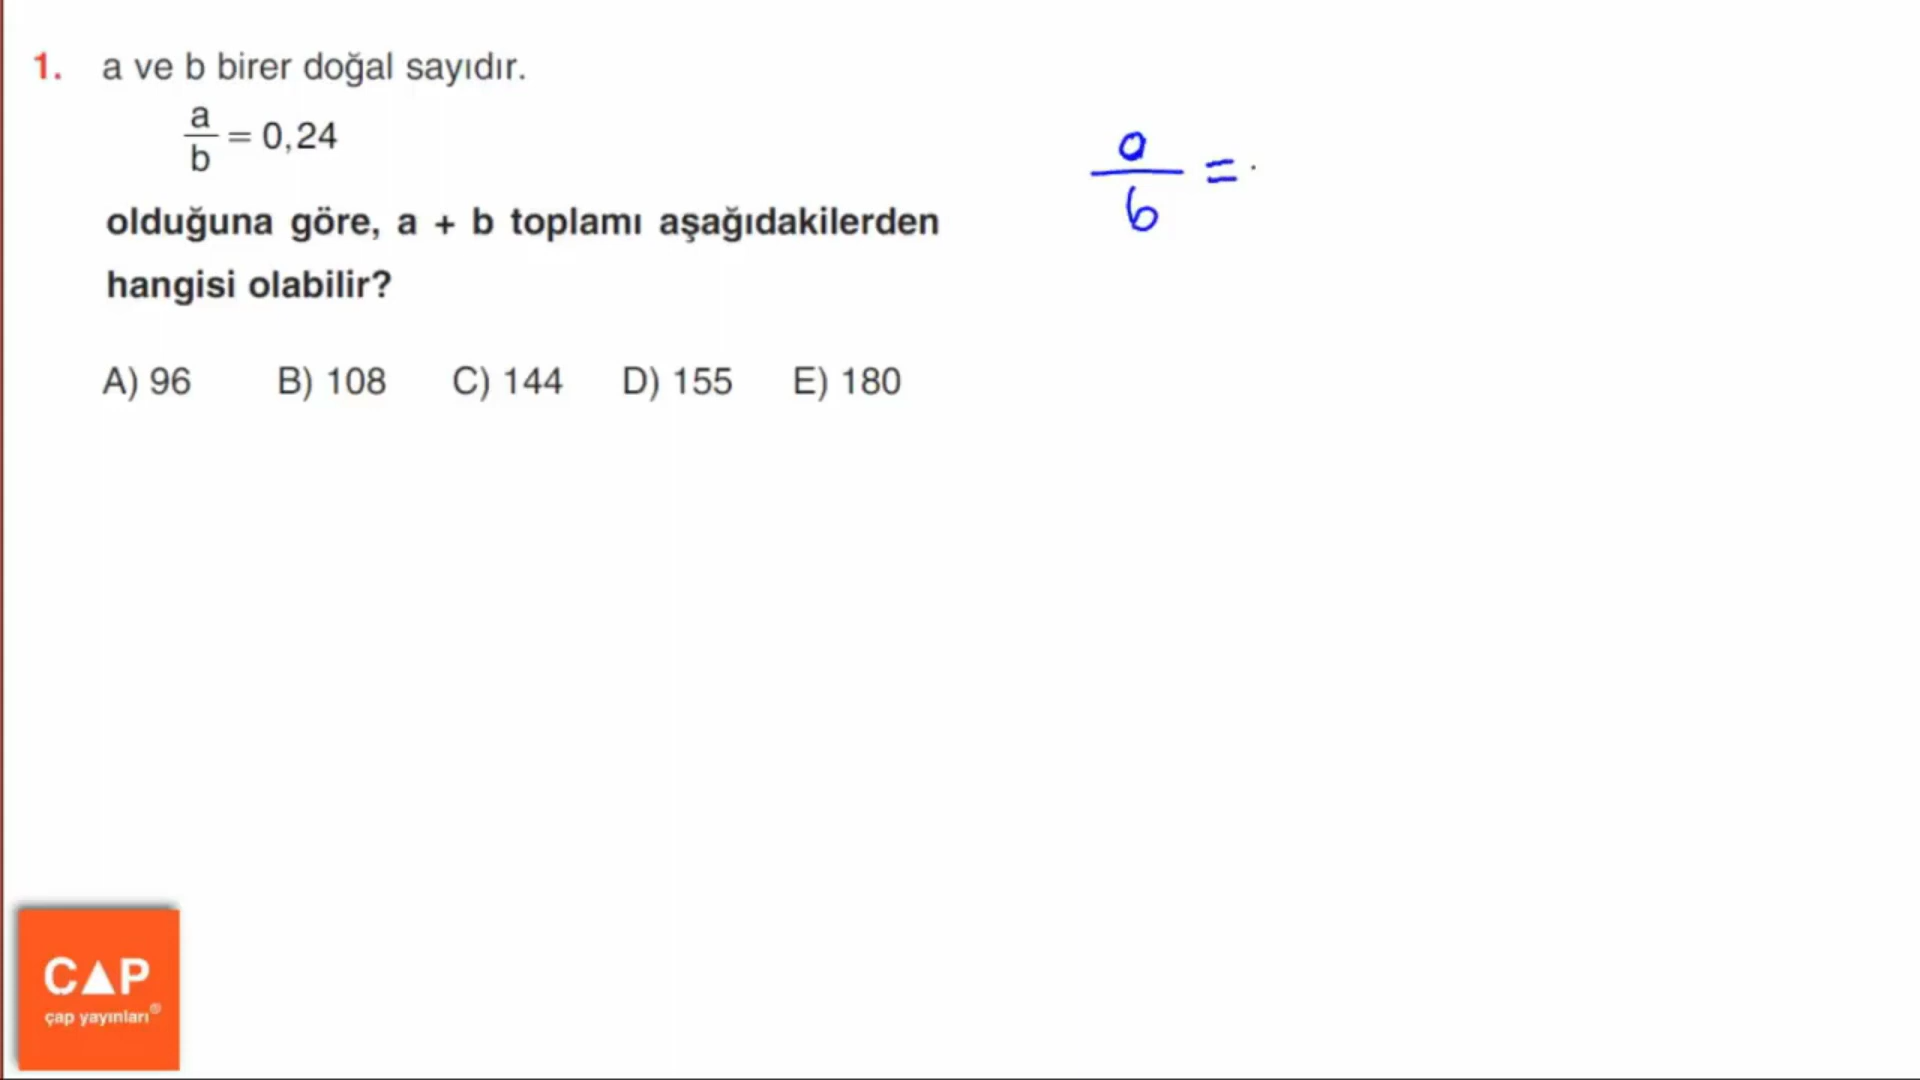 1. a ve b birer doğal sayıdır.
a/b = 0,24
olduğuna göre, a + b toplamı aşağıdakilerden
hangisi olabilir?
A) 96 B) 108 C) 144 D) 155 E) 180
a/b =
ÇAP
çap yayınları®